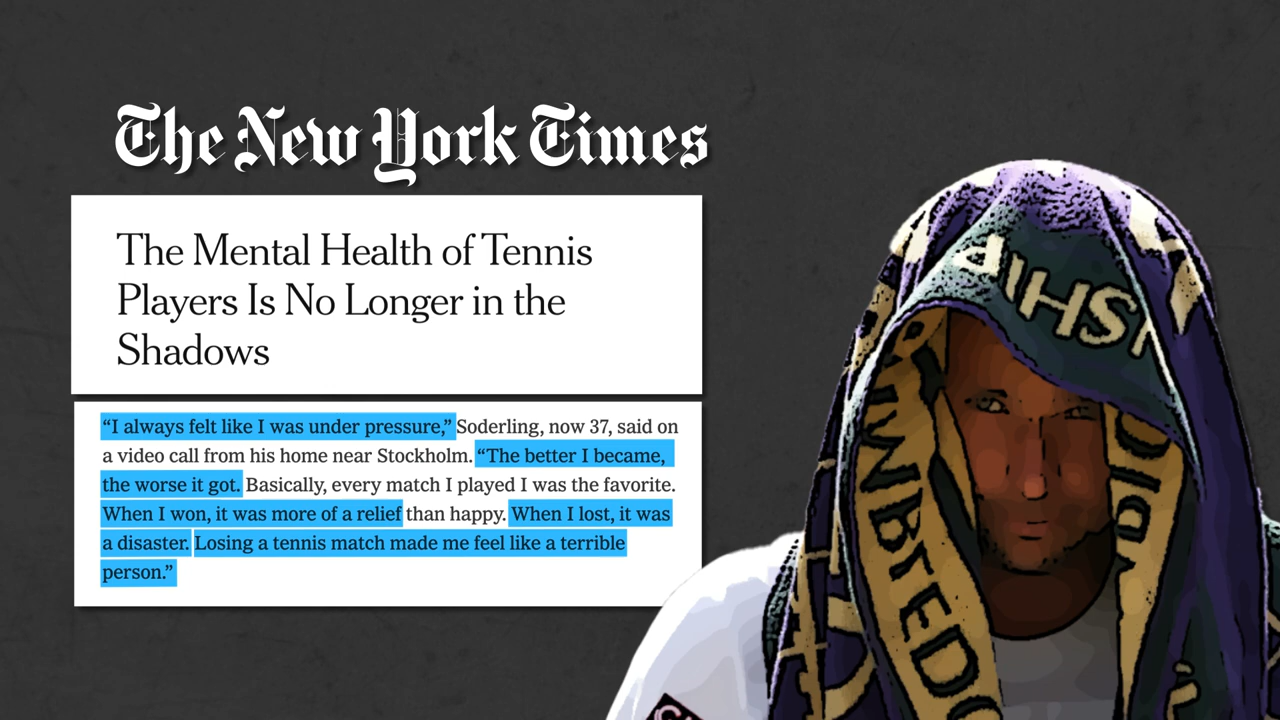 The New York Times
The Mental Health of Tennis
Players Is No Longer in the
Shadows
“I always felt like I was under pressure,” Soderling, now 37, said on
a video call from his home near Stockholm. “The better I became,
the worse it got. Basically, every match I played I was the favorite.
When I won, it was more of a relief than happy. When I lost, it was
a disaster. Losing a tennis match made me feel like a terrible
person.”